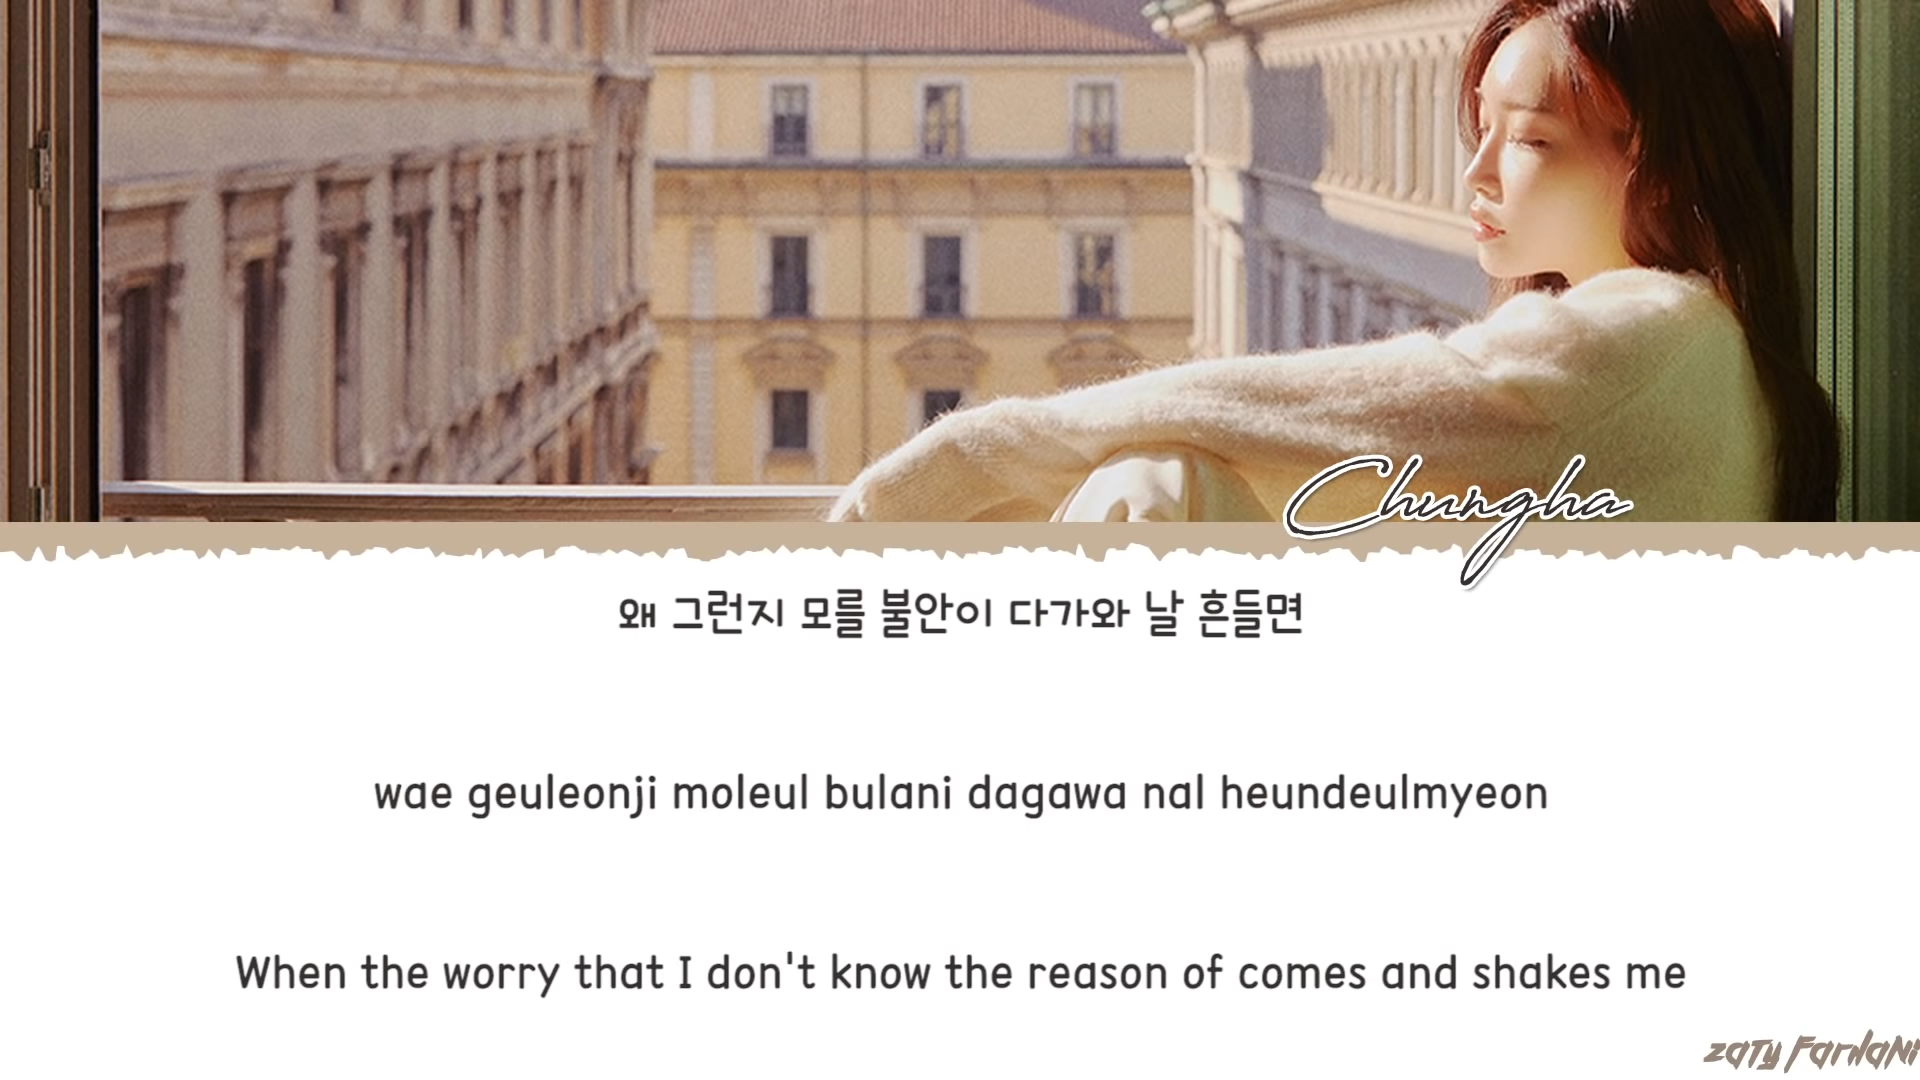 Chungha
왜 그런지 모를 불안이 다가와 날 흔들면
wae geuleonji moleul bulani dagawa nal heundeulmyeon
When the worry that I don't know the reason of comes and shakes me
ZATY FARHANI